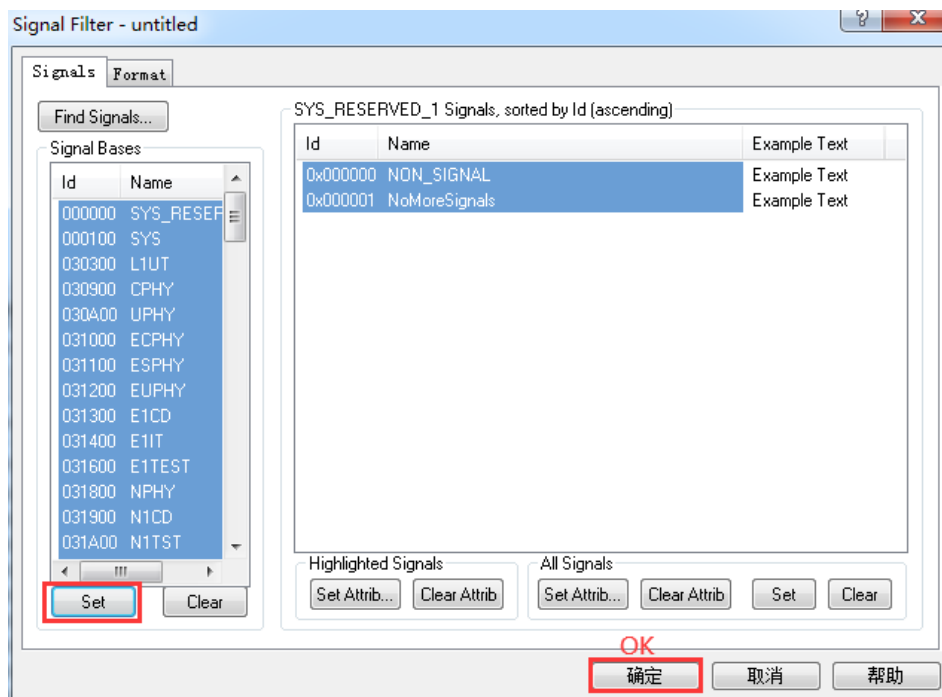 Signal Filter - untitled
Signals Format
Find Signals...
SYS_RESERVED_1 Signals, sorted by Id (ascending)
Signal Bases
Id Name
000000 SYS_RESER
000100 SYS
030300 L1UT
030900 CPHY
030A00 UPHY
031000 ECPHY
031100 ESPHY
031200 EUPHY
031300 E1CD
031400 E1IT
031600 E1TEST
031800 NPHY
031900 N1CD
031A00 N1TST
Set Clear
Id Name Example Text
0x000000 NON_SIGNAL Example Text
0x000001 NoMoreSignals Example Text
Highlighted Signals
Set Attrib... Clear Attrib
All Signals
Set Attrib... Clear Attrib Set Clear
OK
确定 取消 帮助